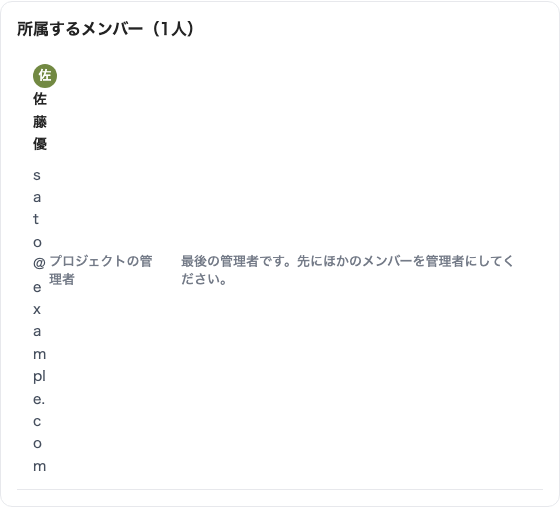 所属するメンバー（1人）
佐
佐
藤
優
s
a
t
o
@
e
x
a
m
pl
e.
c
o
m
プロジェクトの管
理者
最後の管理者です。先にほかのメンバーを管理者にしてく
ださい。